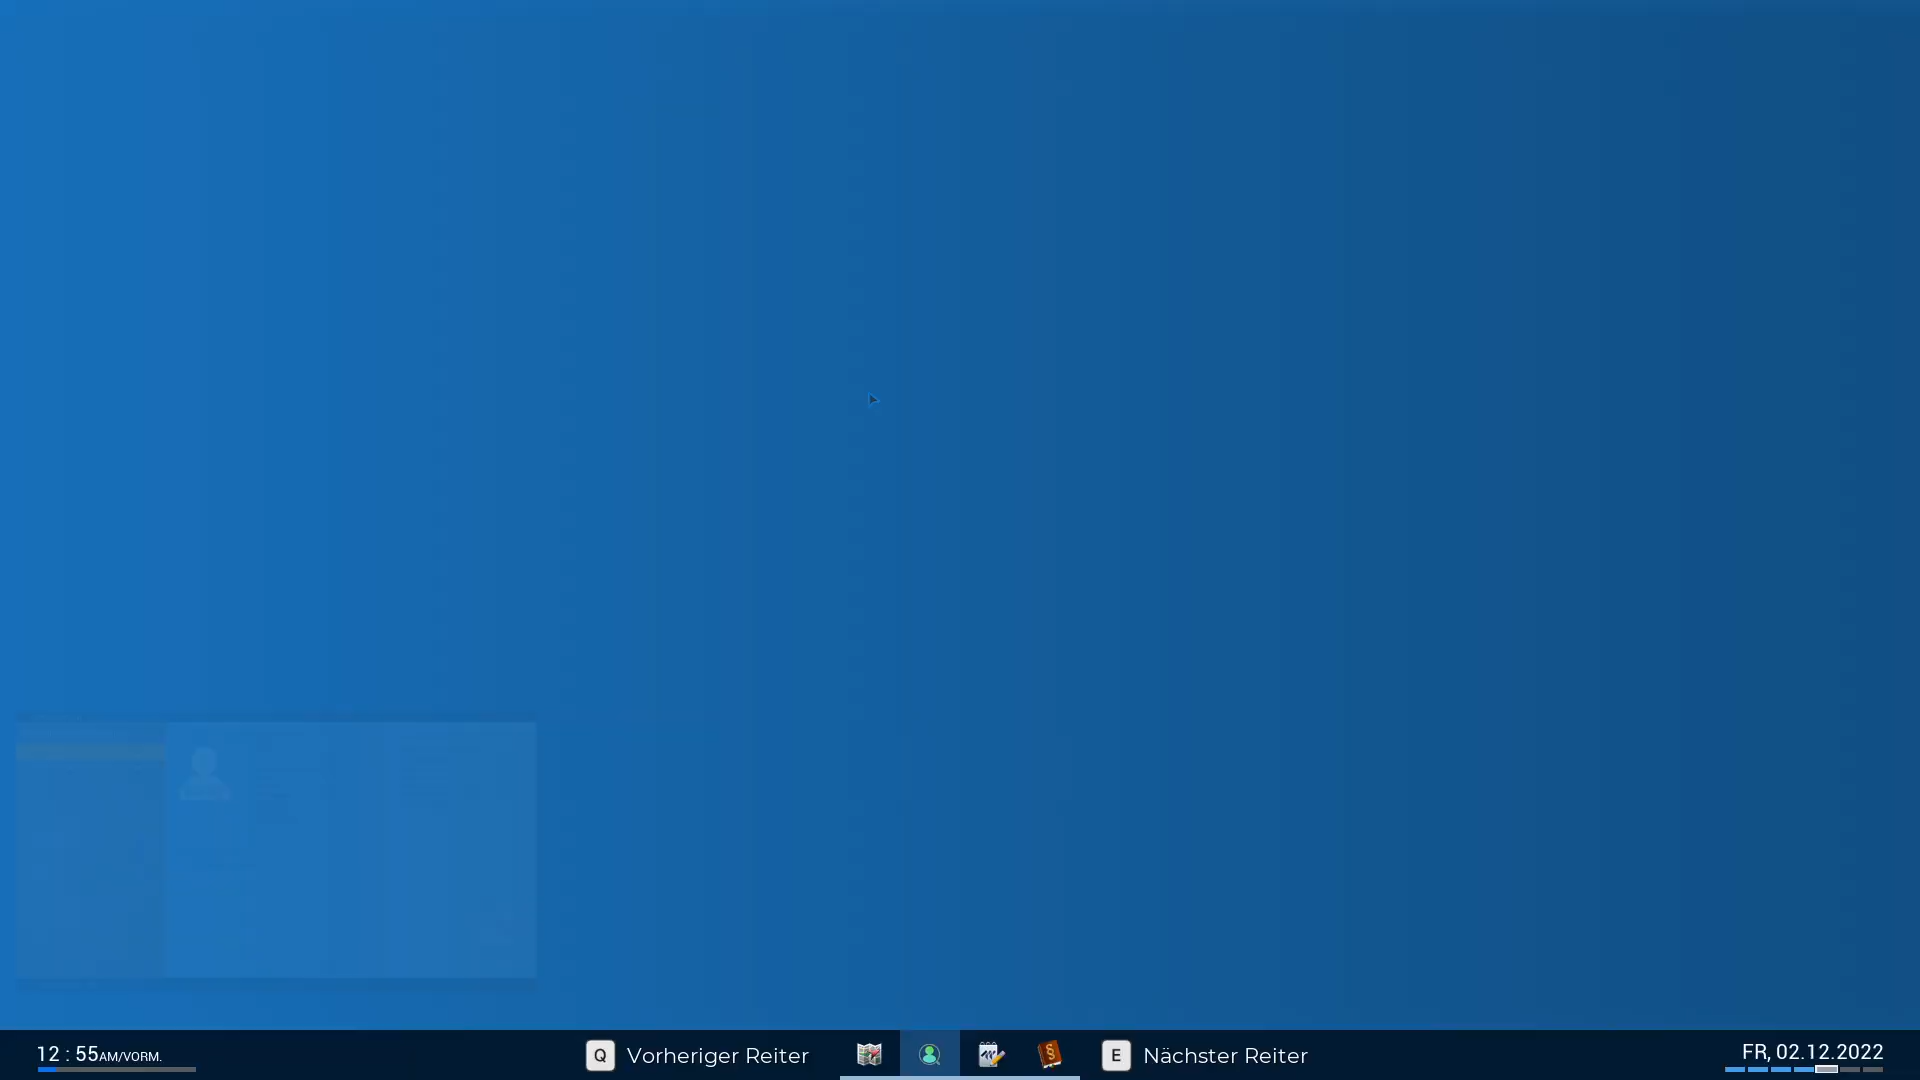 12 : 55AM/VORM.
Q Vorheriger Reiter
§
E Nächster Reiter
FR, 02.12.2022